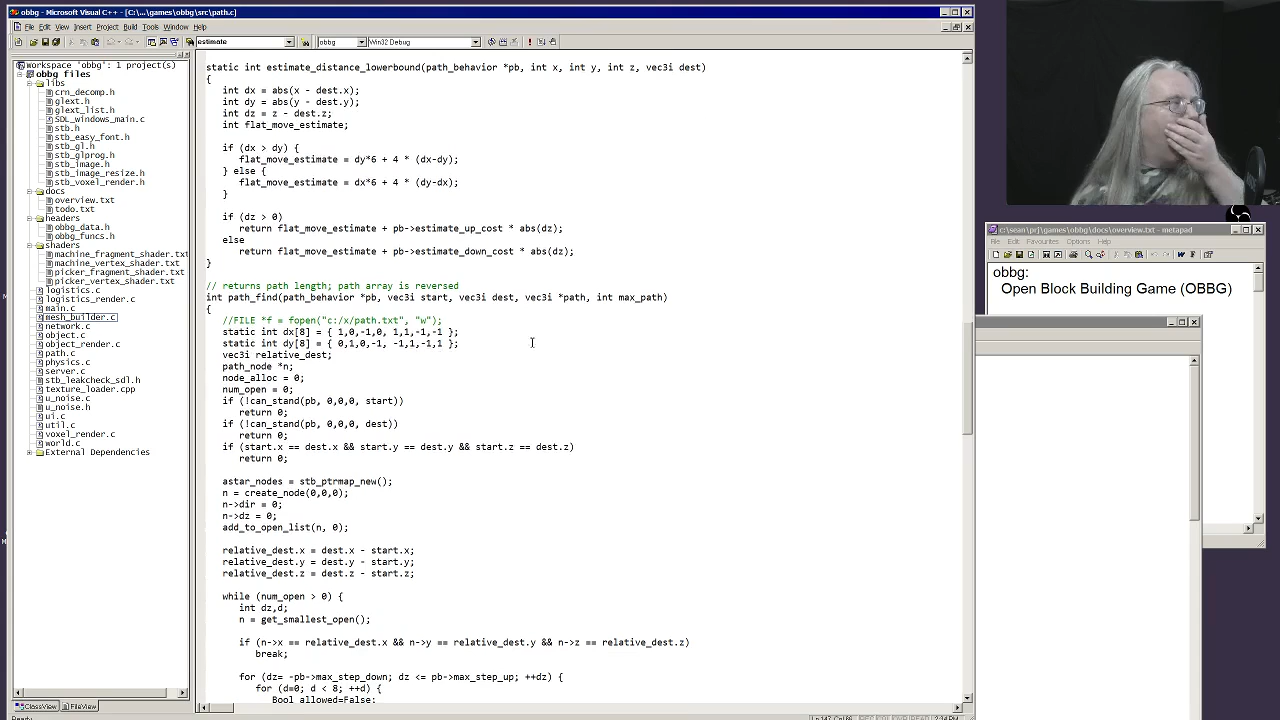 obbg - Microsoft Visual C++ - [C:\...\games\obbg\src\path.c]
File Edit View Insert Project Build Tools Window Help
estimate
obbg
Win32 Debug
Workspace 'obbg': 1 project(s)
obbg files
libs
crn_decomp.h
glext.h
glext_list.h
SDL_windows_main.c
stb.h
stb_easy_font.h
stb_gl.h
stb_glprog.h
stb_image.h
stb_image_resize.h
stb_voxel_render.h
docs
overview.txt
todo.txt
headers
obbg_data.h
obbg_funcs.h
shaders
machine_fragment_shader.txt
machine_vertex_shader.txt
picker_fragment_shader.txt
picker_vertex_shader.txt
logistics.c
logistics_render.c
main.c
mesh_builder.c
network.c
object.c
object_render.c
path.c
physics.c
server.c
stb_leakcheck_sdl.h
texture_loader.cpp
u_noise.c
u_noise.h
ui.c
util.c
voxel_render.c
world.c
External Dependencies
ClassView
FileView
Ready
static int estimate_distance_lowerbound(path_behavior *pb, int x, int y, int z, vec3i dest)
{
int dx = abs(x - dest.x);
int dy = abs(y - dest.y);
int dz = z - dest.z;
int flat_move_estimate;
if (dx > dy) {
flat_move_estimate = dy*6 + 4 * (dx-dy);
} else {
flat_move_estimate = dx*6 + 4 * (dy-dx);
}
if (dz > 0)
return flat_move_estimate + pb->estimate_up_cost * abs(dz);
else
return flat_move_estimate + pb->estimate_down_cost * abs(dz);
}
// returns path length; path array is reversed
int path_find(path_behavior *pb, vec3i start, vec3i dest, vec3i *path, int max_path)
{
//FILE *f = fopen("c:/x/path.txt", "w");
static int dx[8] = { 1,0,-1,0, 1,1,-1,-1 };
static int dy[8] = { 0,1,0,-1, -1,1,-1,1 };
vec3i relative_dest;
path_node *n;
node_alloc = 0;
num_open = 0;
if (!can_stand(pb, 0,0,0, start))
return 0;
if (!can_stand(pb, 0,0,0, dest))
return 0;
if (start.x == dest.x && start.y == dest.y && start.z == dest.z)
return 0;
astar_nodes = stb_ptrmap_new();
n = create_node(0,0,0);
n->dir = 0;
n->dz = 0;
add_to_open_list(n, 0);
relative_dest.x = dest.x - start.x;
relative_dest.y = dest.y - start.y;
relative_dest.z = dest.z - start.z;
while (num_open > 0) {
int dz,d;
n = get_smallest_open();
if (n->x == relative_dest.x && n->y == relative_dest.y && n->z == relative_dest.z)
break;
for (dz= -pb->max_step_down; dz <= pb->max_step_up; ++dz) {
for (d=0; d < 8; ++d) {
Bool allowed=False;
c:\sean\prj\games\obbg\docs\overview.txt - metapad
File Edit Favourites Options Help
obbg:
Open Block Building Game (OBBG)